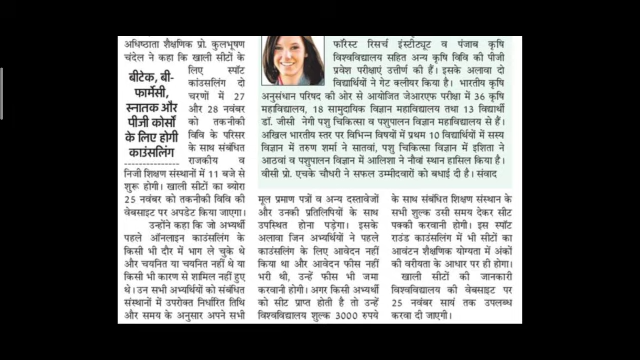 अधिष्ठाता शैक्षणिक प्रो. कुलभूषण
चंदेल ने कहा कि खाली सीटों के
लिए स्पॉट
काउंसलिंग दो
चरणों में 27
और 28 नवंबर
को तकनीकी
विवि के परिसर
के साथ संबंधित
राजकीय व
बीटेक, बी-
फार्मेसी,
स्नातक और
पीजी कोर्सों
के लिए होगी
काउंसलिंग
निजी शिक्षण संस्थानों में 11 बजे से
शुरू होगी। खाली सीटों का ब्योरा
25 नवंबर को तकनीकी विवि की
वेबसाइट पर अपडेट किया जाएगा।
उन्होंने कहा कि जो अभ्यर्थी
पहले ऑनलाइन काउंसलिंग के
किसी भी दौर में भाग ले चुके थे
और चयनित या चयनित नहीं थे या
किसी भी कारण से शामिल नहीं हुए
थे। उन सभी अभ्यर्थियों को संबंधित
संस्थानों में उपरोक्त निर्धारित तिथि
और समय के अनुसार अपने सभी
मूल प्रमाण पत्रों व अन्य दस्तावेजों
और उनकी प्रतिलिपियों के साथ
उपस्थित होना पड़ेगा। इसके
अलावा जिन अभ्यर्थियों ने पहले
काउंसलिंग के लिए आवेदन नहीं
किया था और आवेदन फीस नहीं
भरी थी, उन्हें फीस भी जमा
करवानी होगी। अगर किसी अभ्यर्थी
को सीट प्राप्त होती है तो उन्हें
विश्वविद्यालय शुल्क 3000 रुपये
के साथ संबंधित शिक्षण संस्थान के
सभी शुल्क उसी समय देकर सीट
पक्की करवानी होगी। इस स्पॉट
राउंड काउंसलिंग में भी सीटों का
आवंटन शैक्षणिक योग्यता में अंकों
की वरीयता के आधार पर ही होगा।
खाली सीटों की जानकारी
विश्वविद्यालय की वेबसाइट पर
25 नवंबर सायं तक उपलब्ध
करवा दी जाएगी।
फॉरेस्ट रिसर्च इंस्टीट्यूट व पंजाब कृषि
विश्वविद्यालय सहित अन्य कृषि विवि की पीजी
प्रवेश परीक्षाएं उत्तीर्ण की हैं। इसके अलावा दो
विद्यार्थियों ने गेट क्लीयर किया है। भारतीय कृषि
अनुसंधान परिषद की ओर से आयोजित जेआरएफ परीक्षा में 36 कृषि
महाविद्यालय, 18 सामुदायिक विज्ञान महाविद्यालय तथा 13 विद्यार्थी
डॉ. जीसी नेगी पशु चिकित्सा व पशुपालन विज्ञान महाविद्यालय से हैं।
अखिल भारतीय स्तर पर विभिन्न विषयों में प्रथम 10 विद्यार्थियों में सस्य
विज्ञान में तरुण शर्मा ने सातवां, पशु चिकित्सा विज्ञान में इशिता ने
आठवां व पशुपालन विज्ञान में आलिशा ने नौवां स्थान हासिल किया है।
वीसी प्रो. एचके चौधरी ने सफल उम्मीदवारों को बधाई दी है। संवाद